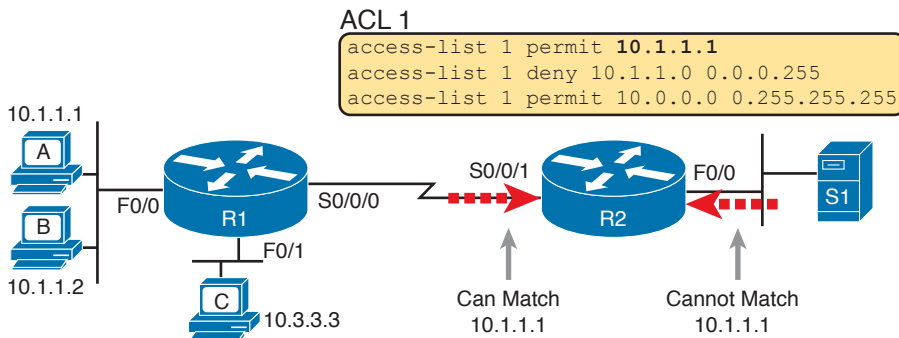 ACL 1
access-list 1 permit 10.1.1.1
access-list 1 deny 10.1.1.0 0.0.0.255
access-list 1 permit 10.0.0.0 0.255.255.255
10.1.1.1
A
B
10.1.1.2
F0/0
R1
S0/0/0
F0/1
C
10.3.3.3
S0/0/1
R2
F0/0
S1
Can Match
10.1.1.1
Cannot Match
10.1.1.1